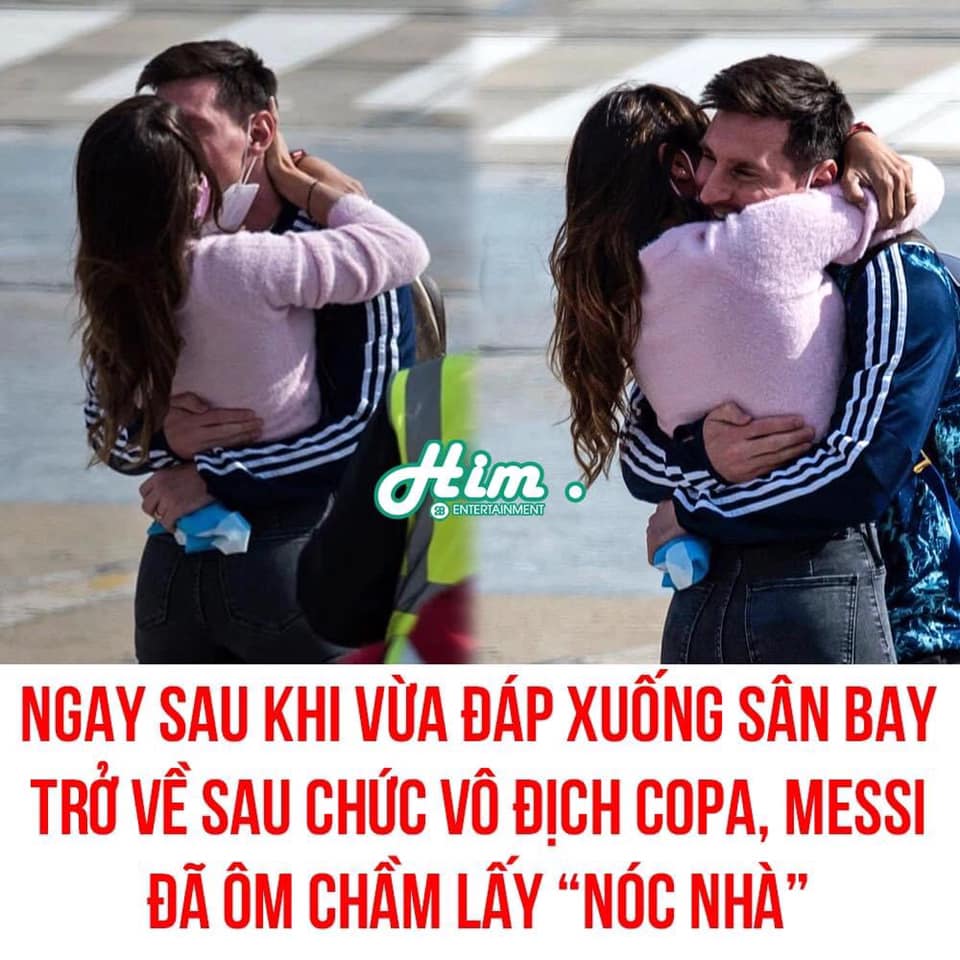 Him.
ENTERTAINMENT
NGAY SAU KHI VỪA ĐÁP XUỐNG SÂN BAY
TRỞ VỀ SAU CHỨC VÔ ĐỊCH COPA, MESSI
ĐÃ ÔM CHẦM LẤY “NÓC NHÀ”